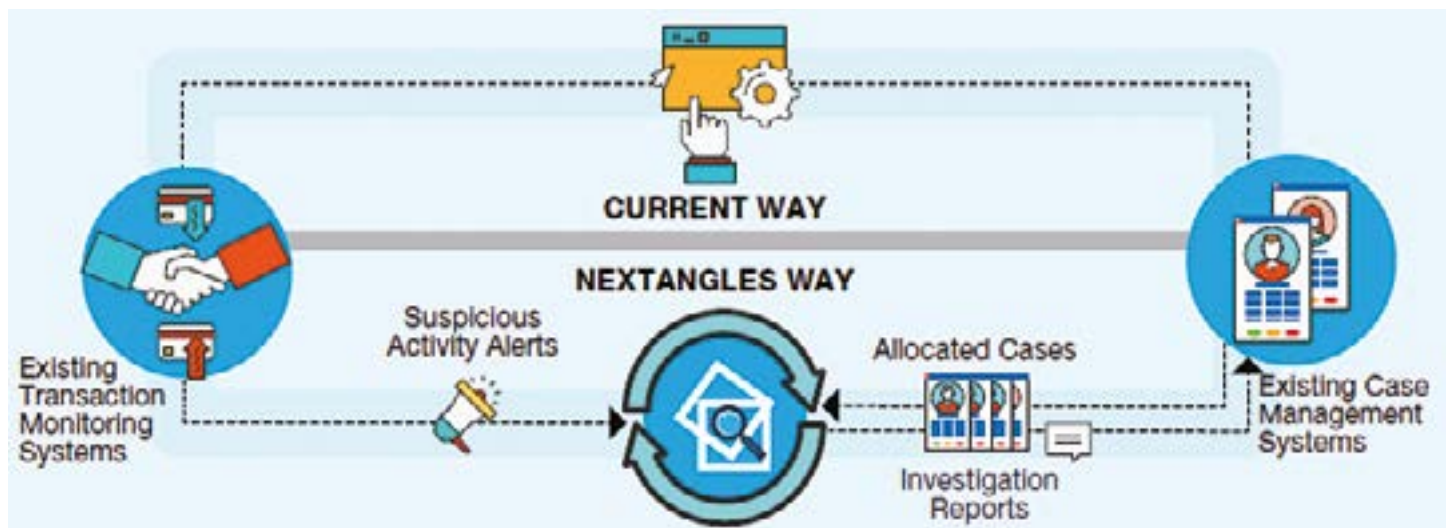 CURRENT WAY
NEXTANGLES WAY
Suspicious
Activity Alerts
Allocated Cases
Existing
Transaction
Monitoring
Systems
Existing Case
Management
Systems
Investigation
Reports